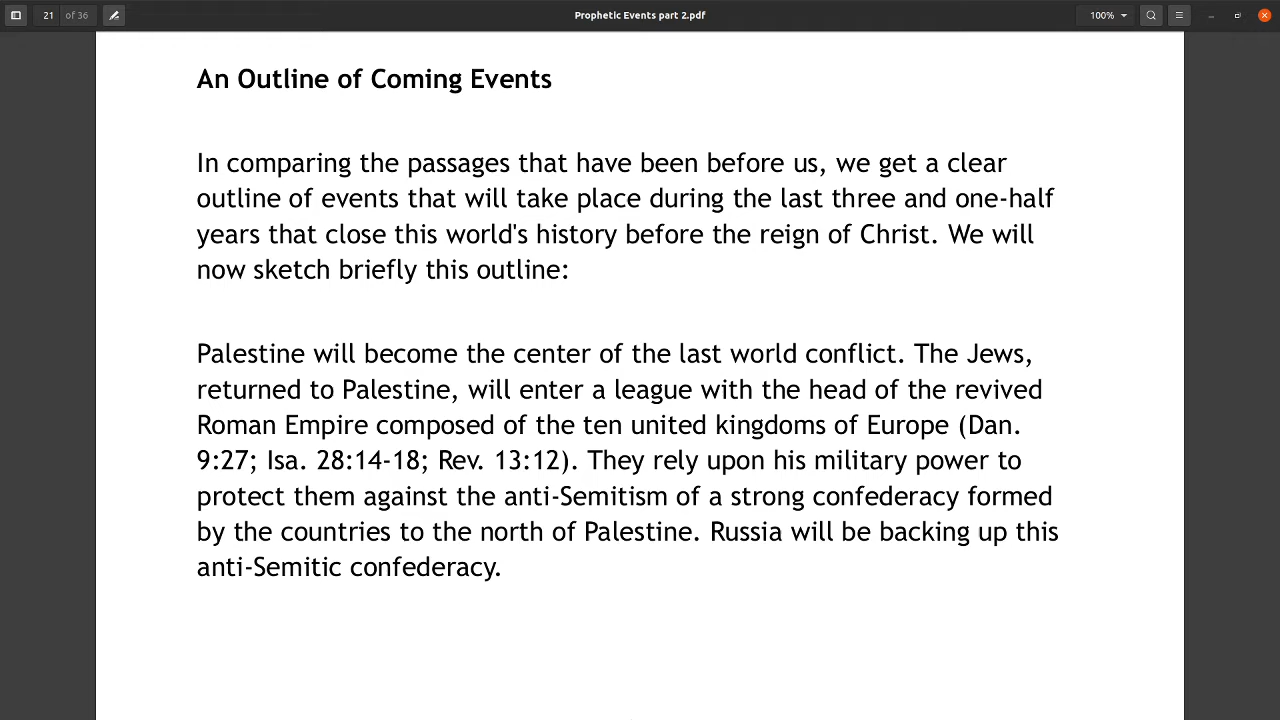 21 of 36
Prophetic Events part 2.pdf
100%
An Outline of Coming Events
In comparing the passages that have been before us, we get a clear
outline of events that will take place during the last three and one-half
years that close this world's history before the reign of Christ. We will
now sketch briefly this outline:
Palestine will become the center of the last world conflict. The Jews,
returned to Palestine, will enter a league with the head of the revived
Roman Empire composed of the ten united kingdoms of Europe (Dan.
9:27; Isa. 28:14-18; Rev. 13:12). They rely upon his military power to
protect them against the anti-Semitism of a strong confederacy formed
by the countries to the north of Palestine. Russia will be backing up this
anti-Semitic confederacy.